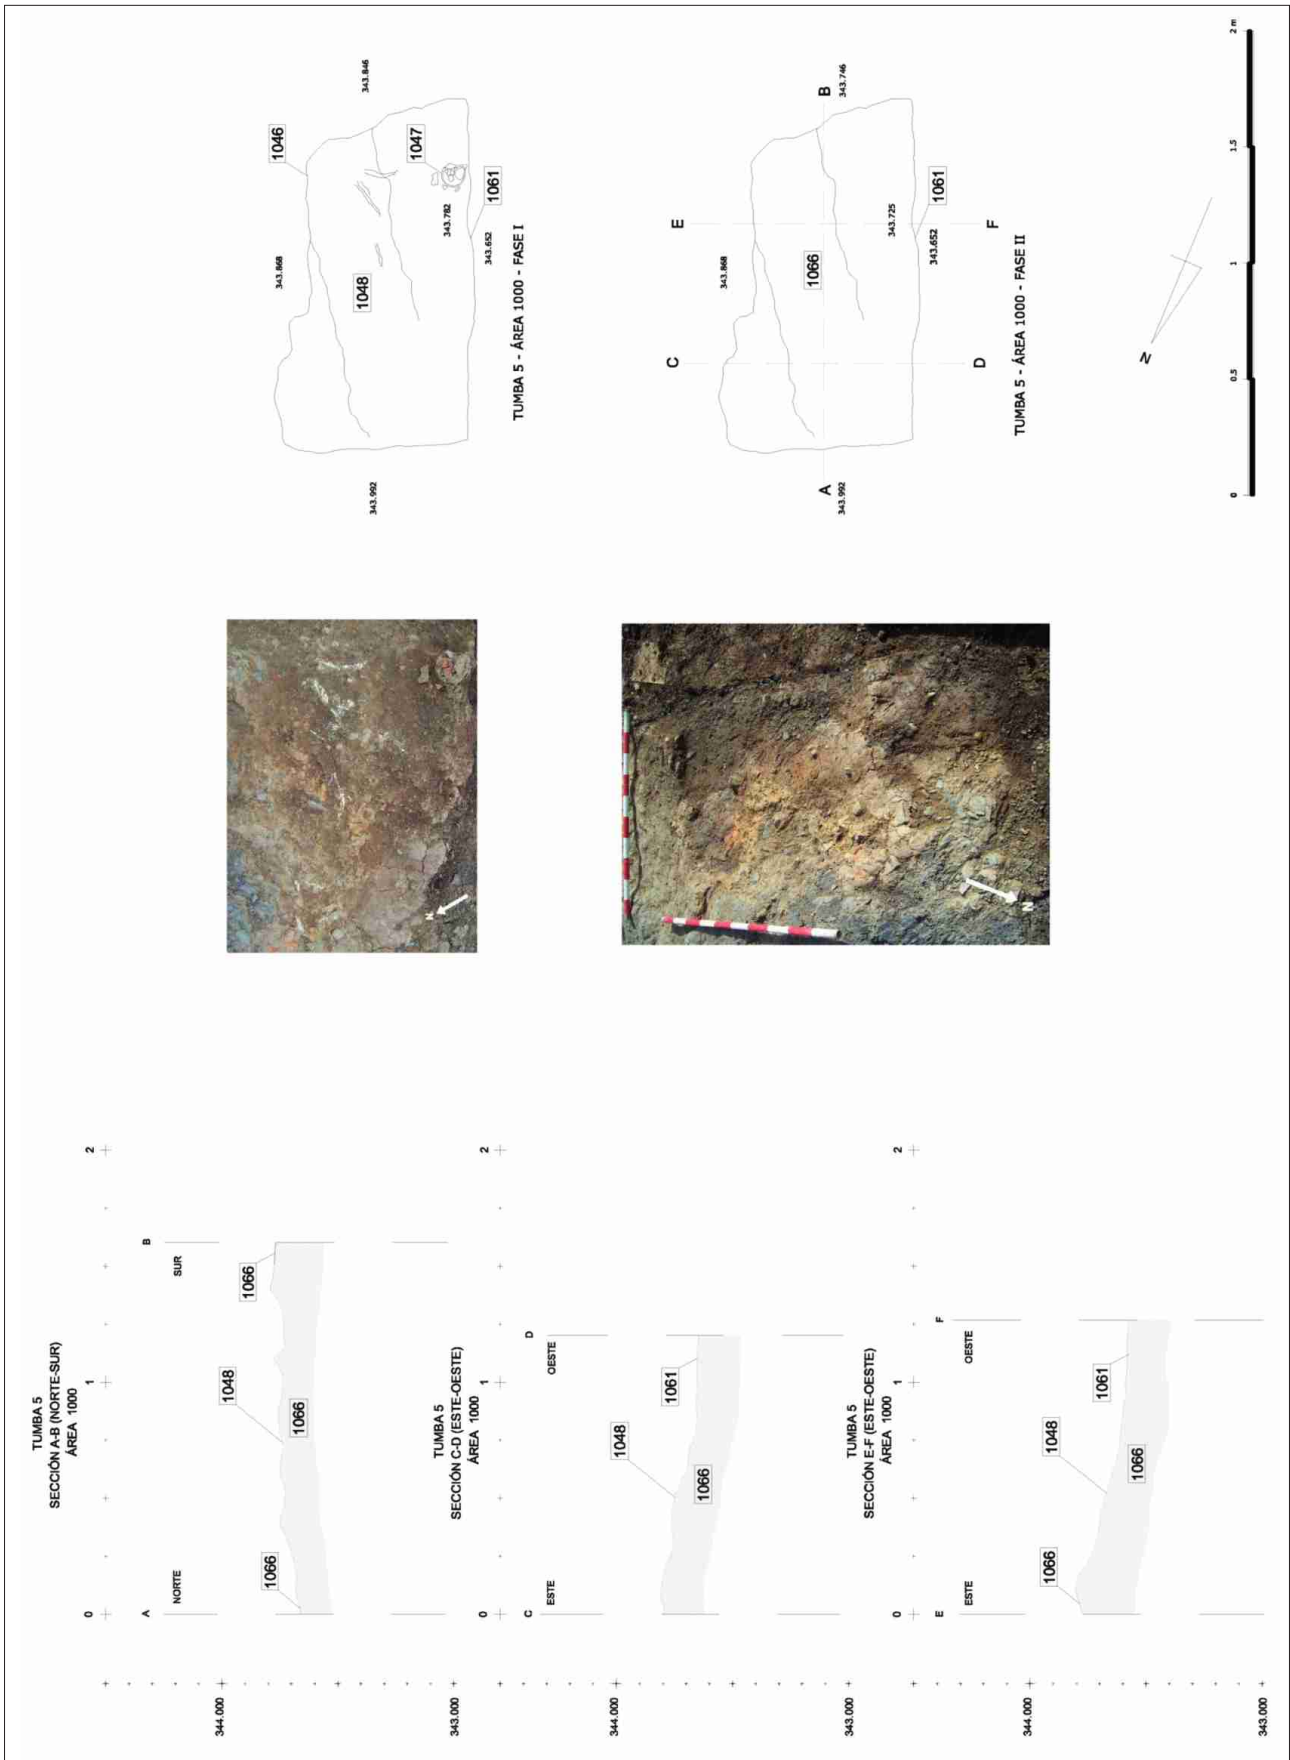 TUMBA 5
SECCIÓN A-B (NORTE-SUR)
ÁREA 1000
0
1
2
A
NORTE
B
SUR
1066
1048
1066
1066
344.000
343.000
TUMBA 5
SECCIÓN C-D (ESTE-OESTE)
ÁREA 1000
0
1
2
C
ESTE
D
OESTE
1048
1061
1066
344.000
TUMBA 5
SECCIÓN E-F (ESTE-OESTE)
ÁREA 1000
0
1
2
E
ESTE
F
OESTE
1066
1048
1061
1066
344.000
343.000
N
N
343.846
1046
1047
1061
343.868
343.782
343.652
1048
343.992
TUMBA 5 - ÁREA 1000 - FASE I
B
343.746
E
1061
F
343.725
343.868
1066
343.652
C
D
A
343.992
TUMBA 5 - ÁREA 1000 - FASE II
N
0
0.5
1
1.5
2 m